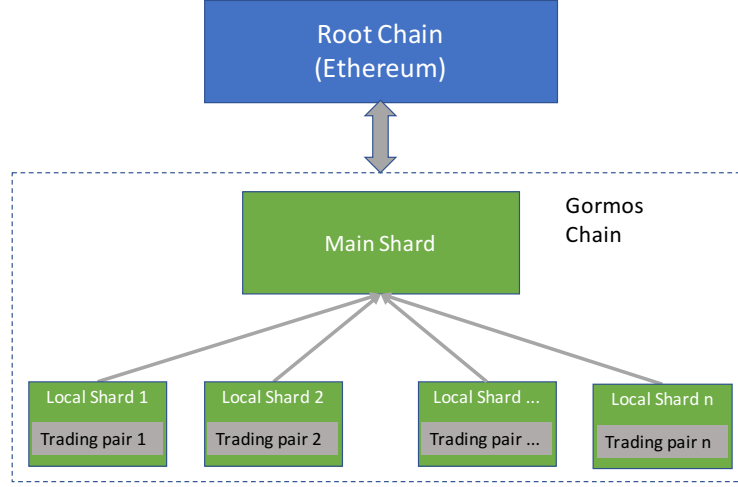 Root Chain
(Ethereum)
Gormos
Chain
Main Shard
Local Shard 1
Local Shard 2
Local Shard ...
Local Shard n
Trading pair 1
Trading pair 2
Trading pair ...
Trading pair n